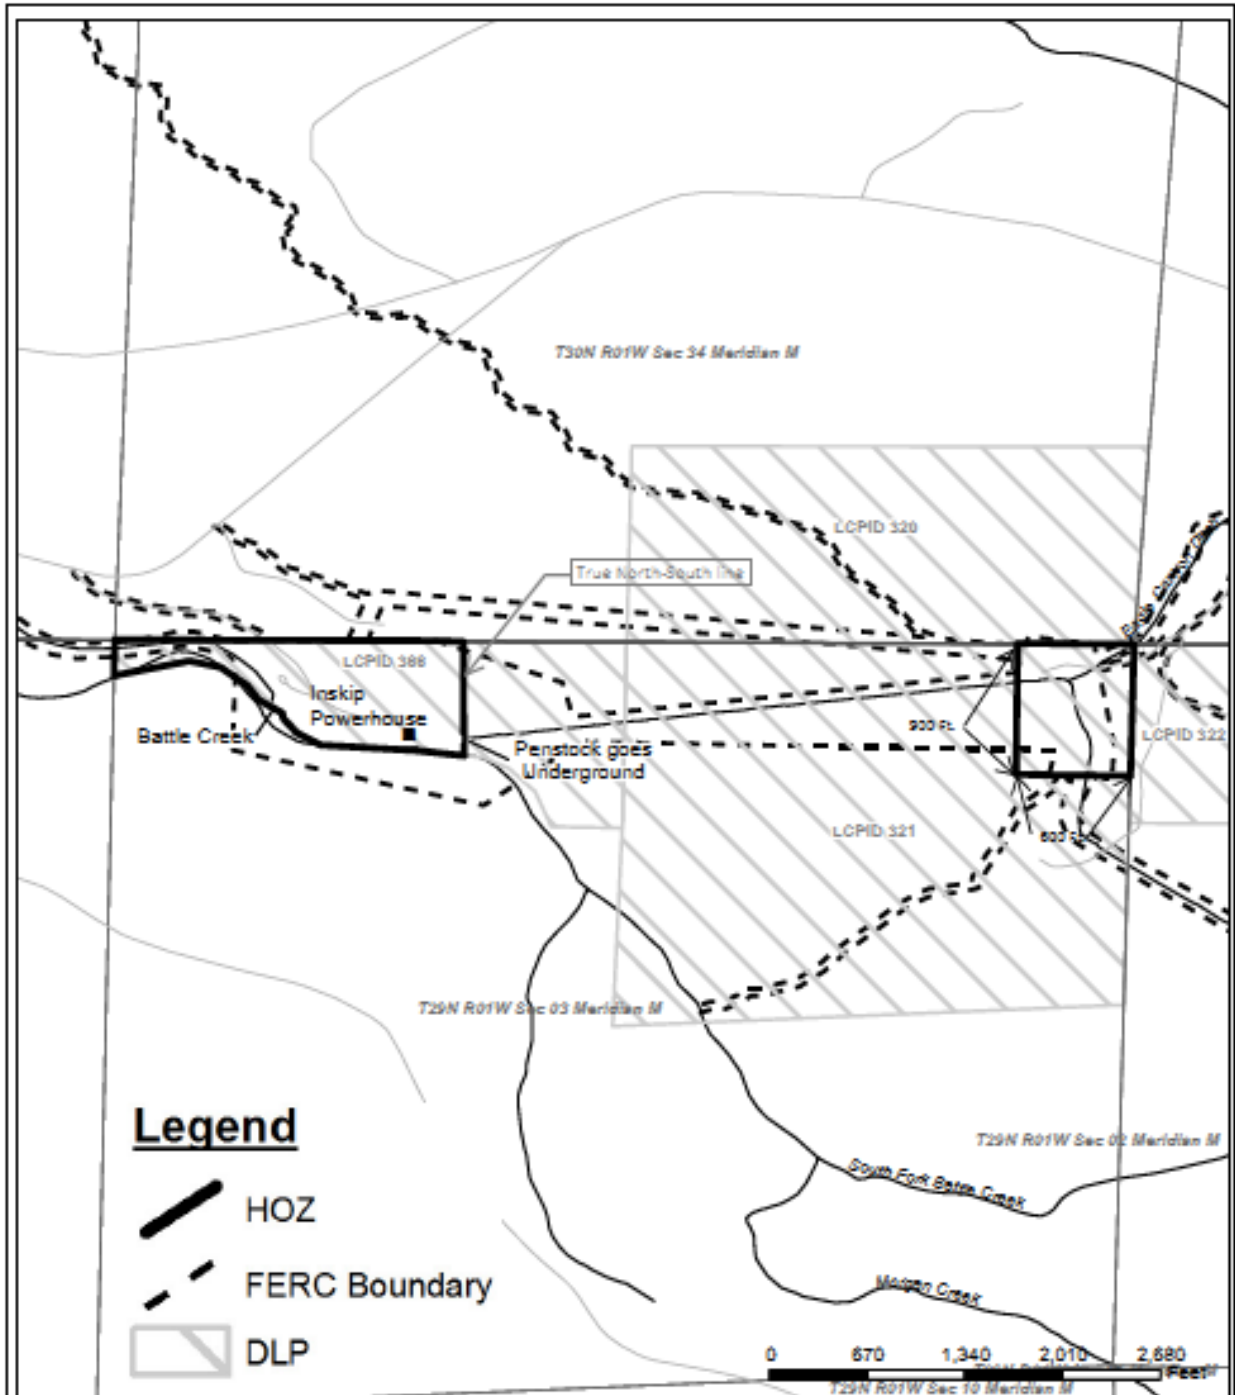 T30N R01W Sec 34 Meridian M
LCPID 320
True North-South line
LCPID 388
Inskip
Powerhouse
Battle Creek
Penstock goes
Underground
900 Ft.
LCPID 322
LCPID 321
600
T29N R01W Sec 03 Meridian M
T29N R01W Sec 02 Meridian M
South Fork Battle Creek
Morgan Creek
Legend
HOZ
FERC Boundary
DLP
0 670 1,340 2,010 2,680
Feet
T29N R01W Sec 10 Meridian M